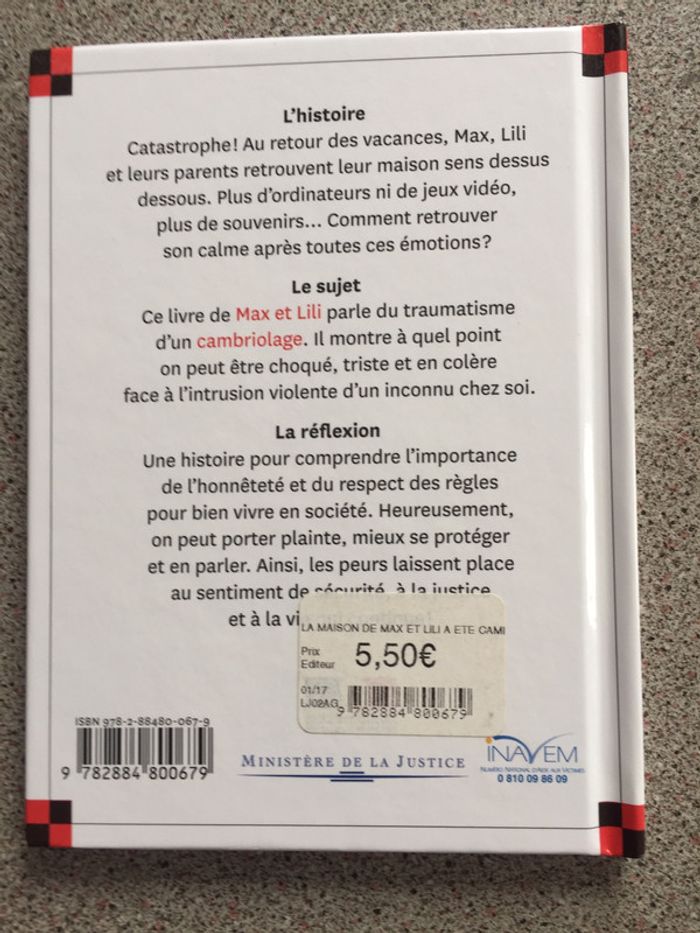 L'histoire
Catastrophe! Au retour des vacances, Max, Lili
et leurs parents retrouvent leur maison sens dessus
dessous. Plus d'ordinateurs ni de jeux vidéo,
plus de souvenirs... Comment retrouver
son calme après toutes ces émotions?
Le sujet
Ce livre de Max et Lili parle du traumatisme
d'un cambriolage. Il montre à quel point
on peut être choqué, triste et en colère
face à l'intrusion violente d'un inconnu chez soi.
La réflexion
Une histoire pour comprendre l'importance
de l'honnêteté et du respect des règles
pour bien vivre en société. Heureusement,
on peut porter plainte, mieux se protéger
et en parler. Ainsi, les peurs laissent place
au sentiment de sécurité, à la justice
et à la
LA MAISON DE MAX ET LILI A ETE CAMI
Prix
Editeur
5,50€
01/17
LJ02AG
9 782884 800679
ISBN 978-2-88480-067-9
9 782884 800679
MINISTÈRE DE LA JUSTICE
INAVEM
NUMÉRO NATIONAL D'AIDE AUX VICTIMES
0 810 09 86 09